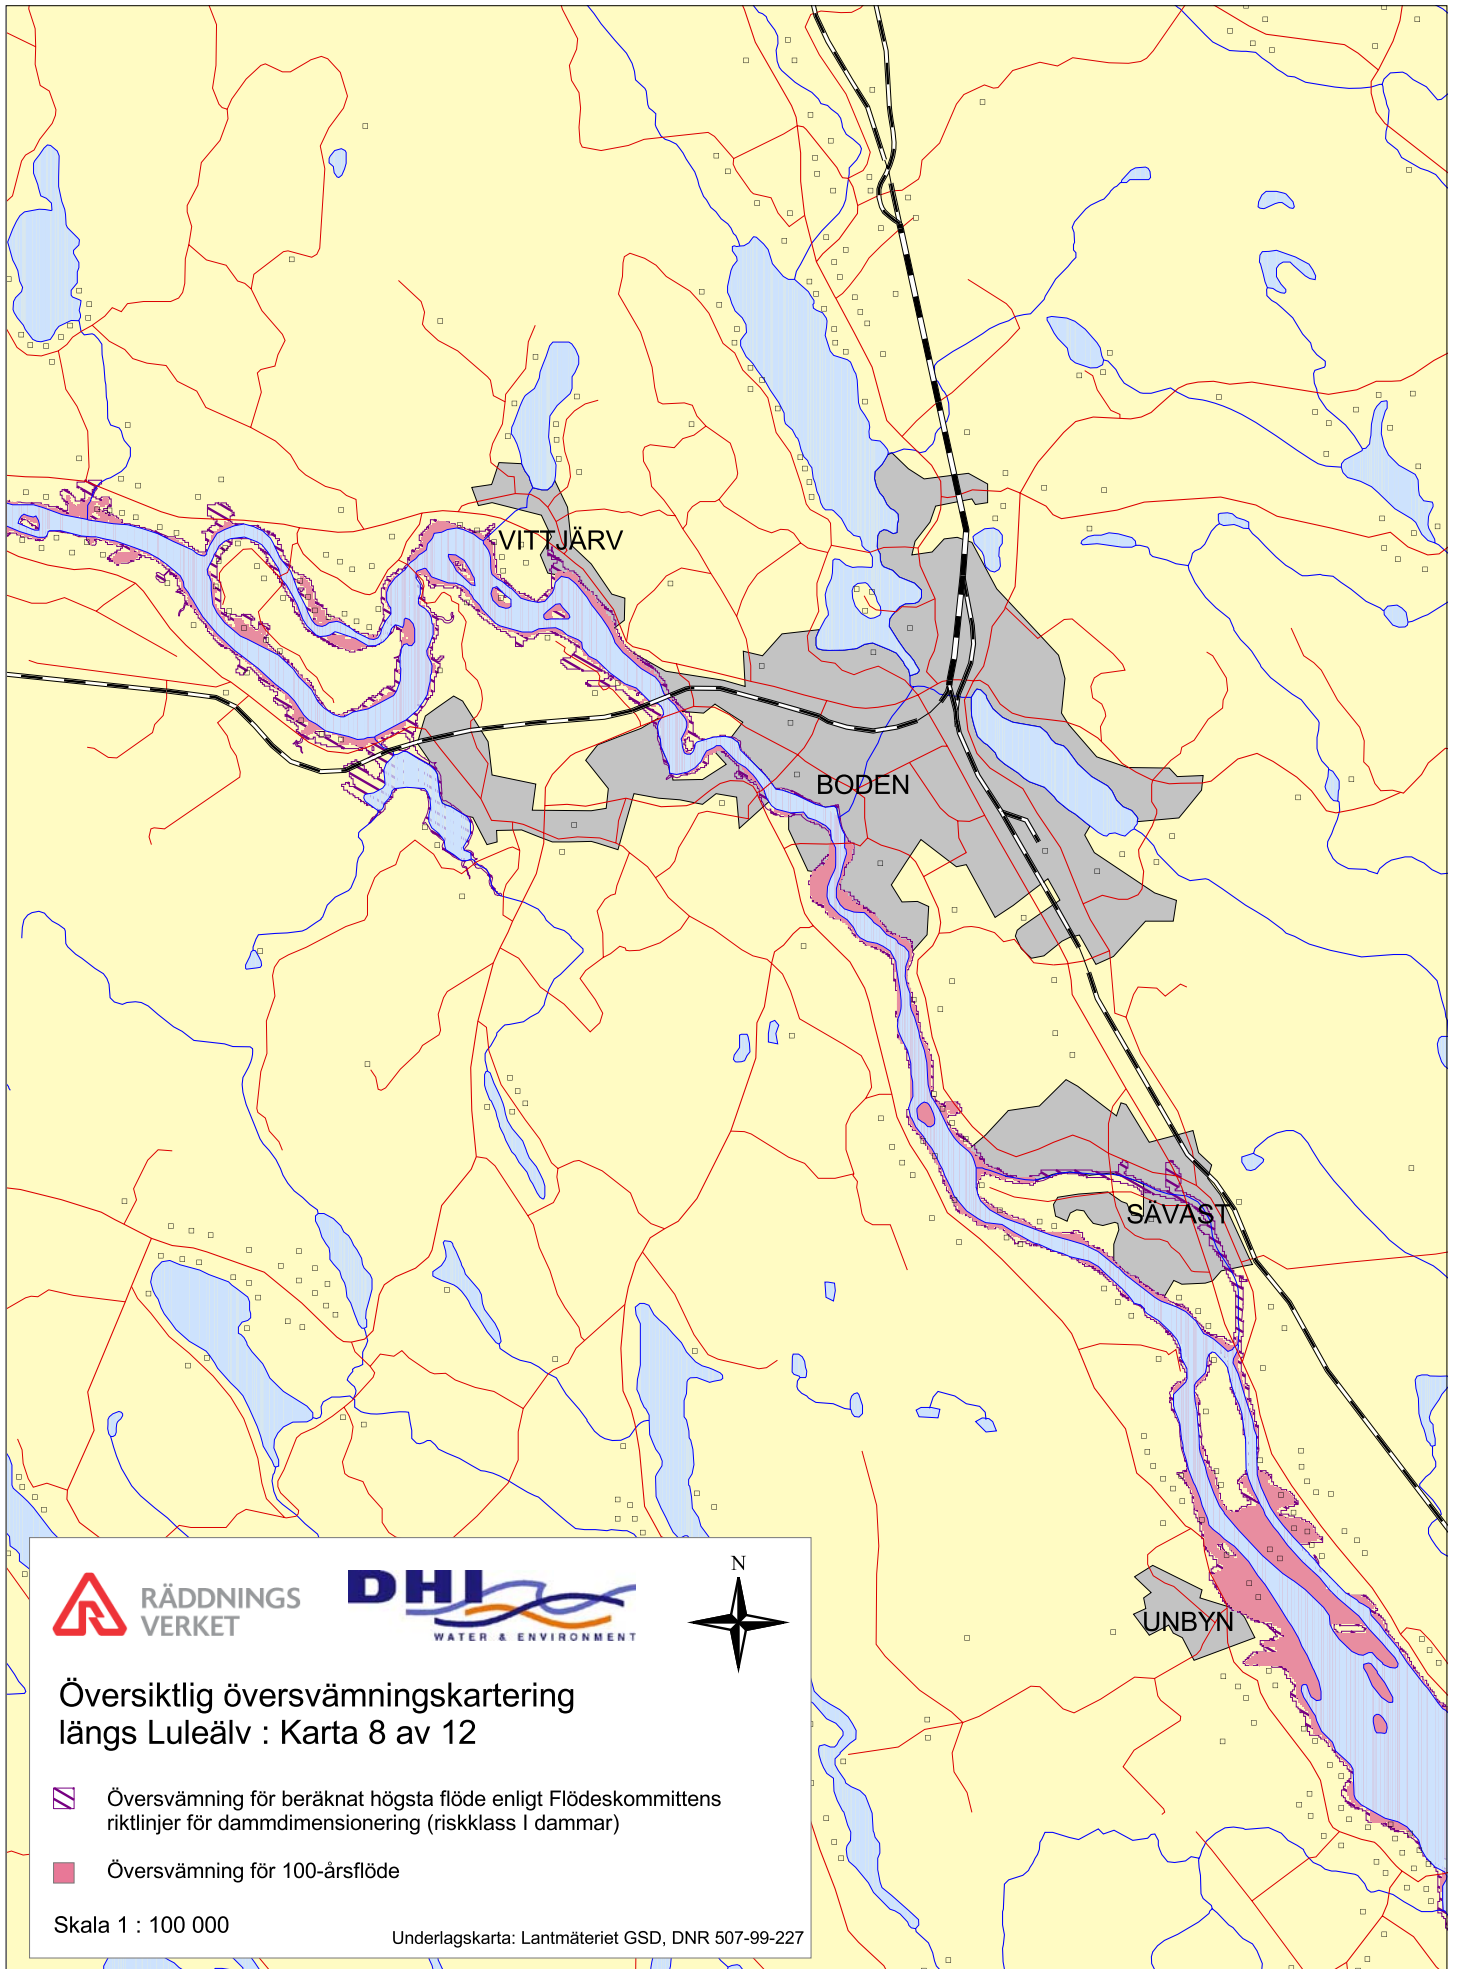 VITTJÄRV
BODEN
SÄVAST
UNBYN
RÄDDNINGS
VERKET
DHI
WATER & ENVIRONMENT
N
Översiktlig översvämningskartering
längs Luleälv : Karta 8 av 12
Översvämning för beräknat högsta flöde enligt Flödeskommittens
riktlinjer för dammdimensionering (riskklass I dammar)
Översvämning för 100-årsflöde
Skala 1 : 100 000
Underlagskarta: Lantmäteriet GSD, DNR 507-99-227